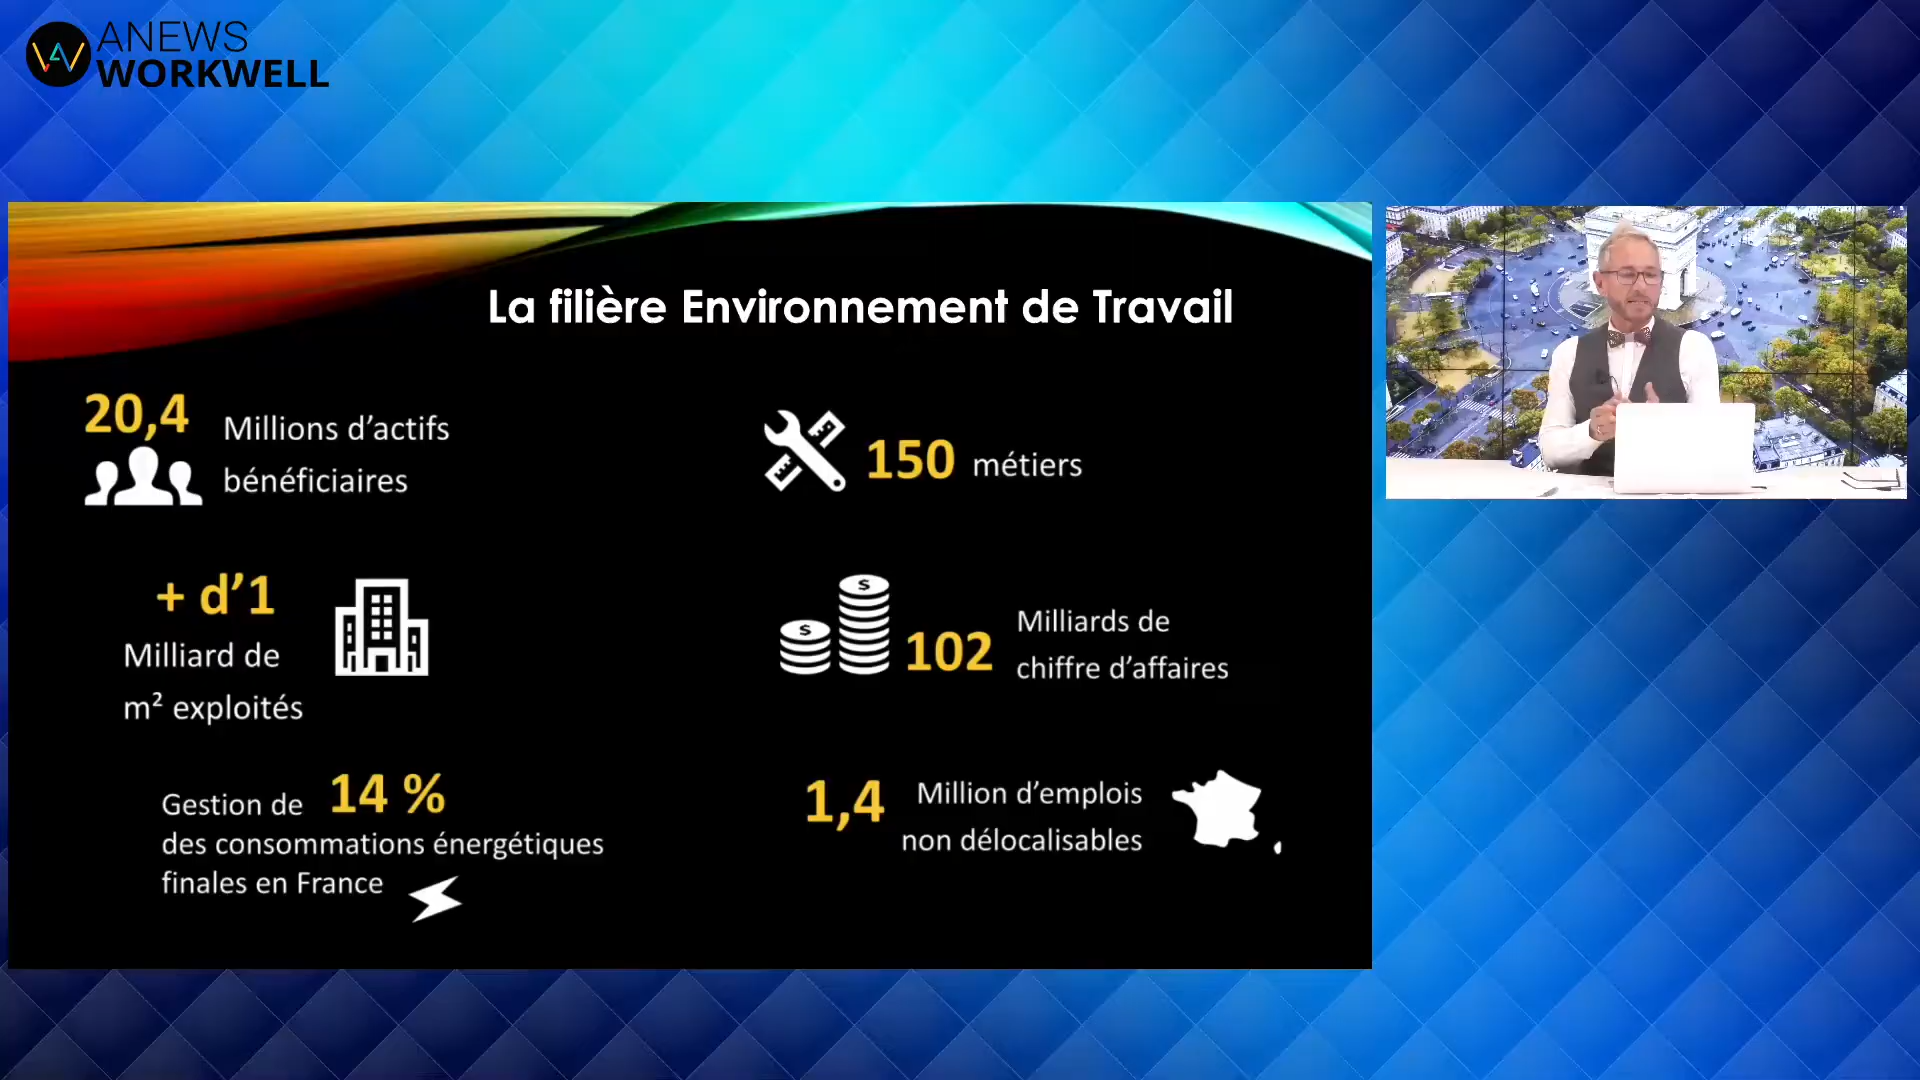 ANEWS
WORKWELL
La filière Environnement de Travail
20,4
Millions d’actifs
bénéficiaires
150 métiers
+ d’1
Milliard de
m² exploités
$
$
102
Milliards de
chiffre d’affaires
Gestion de 14 %
des consommations énergétiques
finales en France
1,4
Million d’emplois
non délocalisables